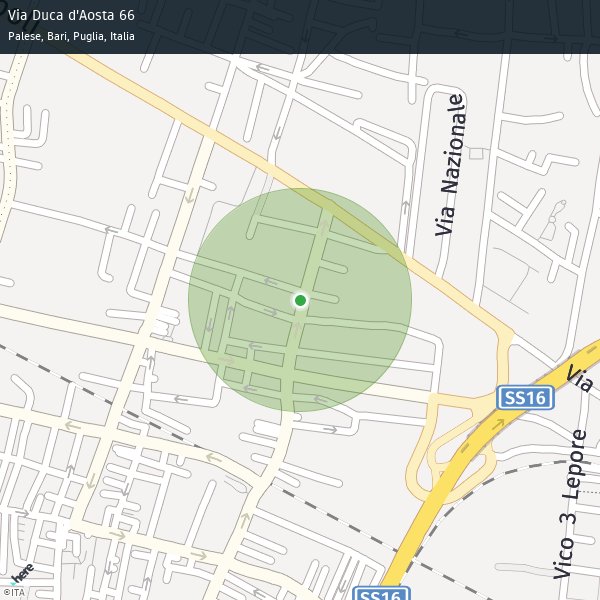 Via Duca d'Aosta 66
Palese, Bari, Puglia, Italia
Via Nazionale
SS16
Via
Vico 3 Lepore
SS16
here
©ITA